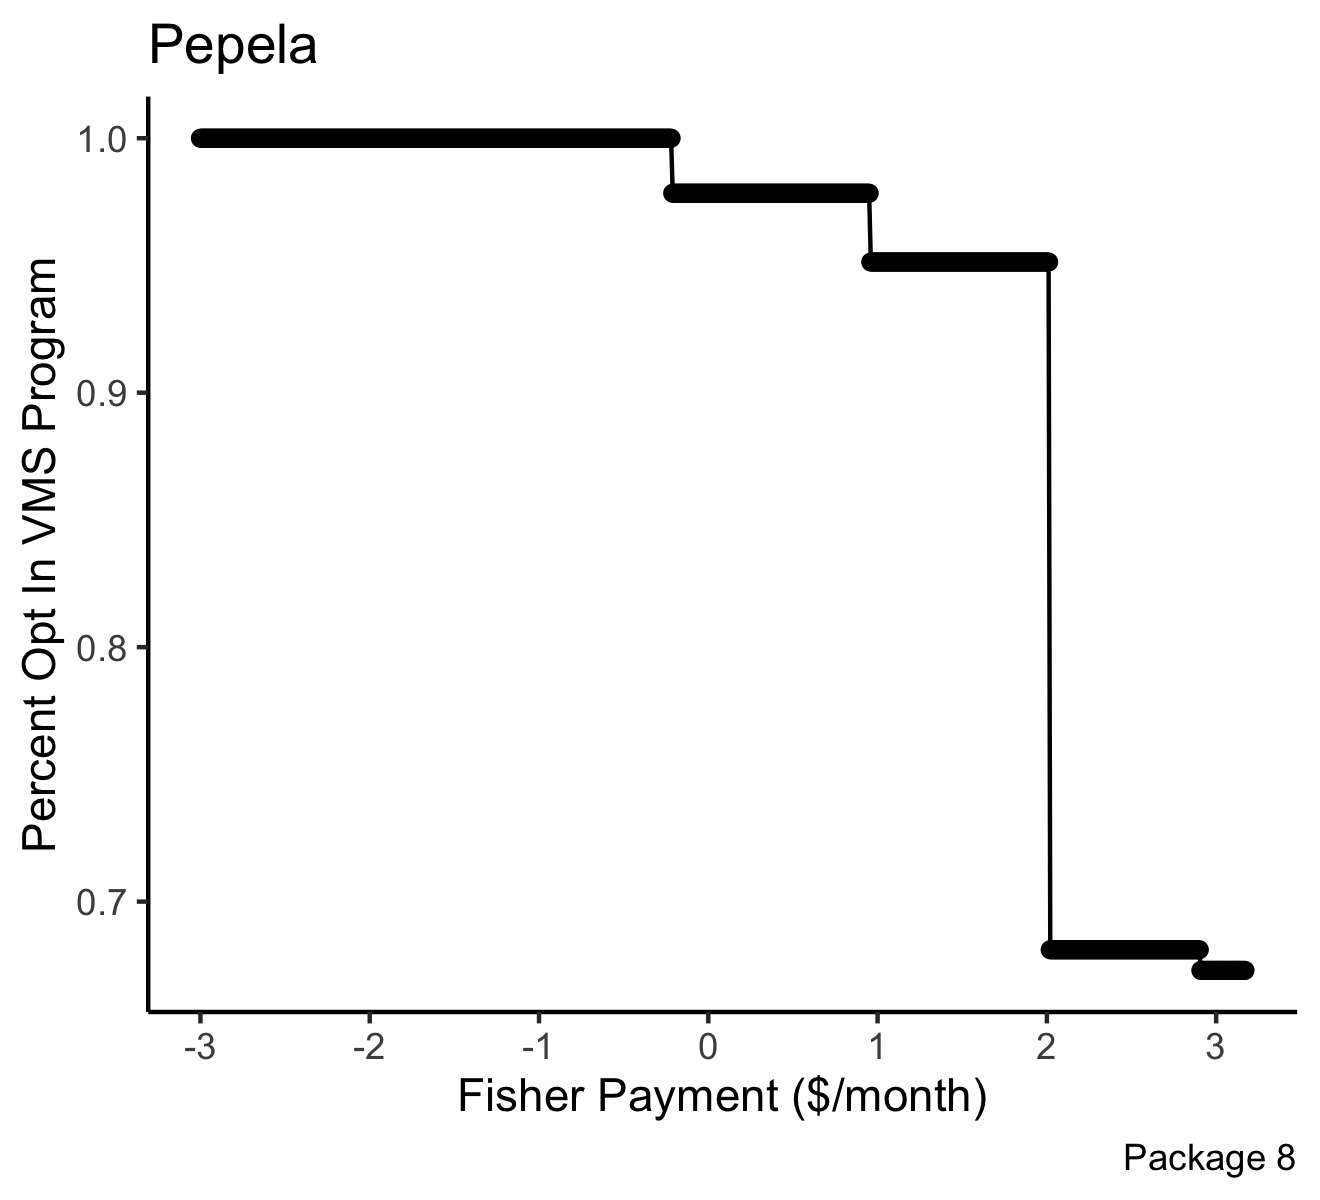 Pepela
Percent Opt In VMS Program
1.0
0.9
0.8
0.7
-3 -2 -1 0 1 2 3
Fisher Payment ($/month)
Package 8